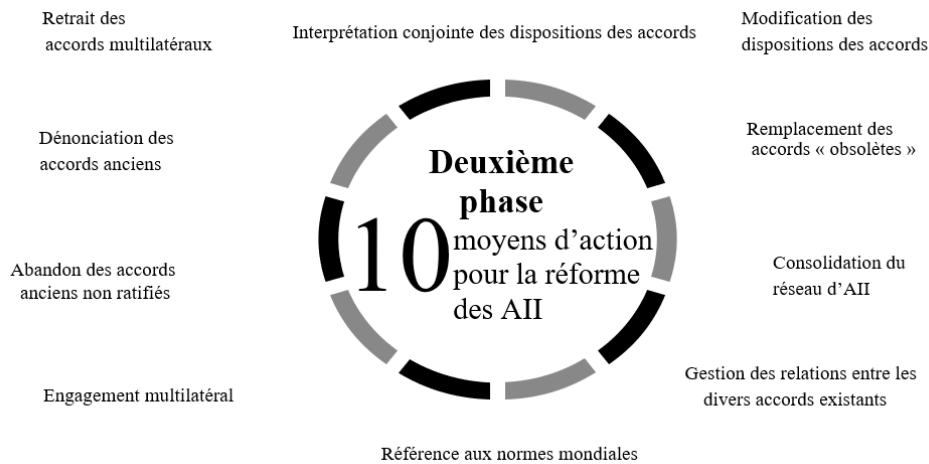 Deuxième
phase
10
moyens d’action
pour la réforme
des AII
Interprétation conjointe des dispositions des accords
Modification des
dispositions des accords
Remplacement des
accords « obsolètes »
Consolidation du
réseau d’AII
Gestion des relations entre les
divers accords existants
Référence aux normes mondiales
Engagement multilatéral
Abandon des accords
anciens non ratifiés
Dénonciation des
accords anciens
Retrait des
accords multilatéraux